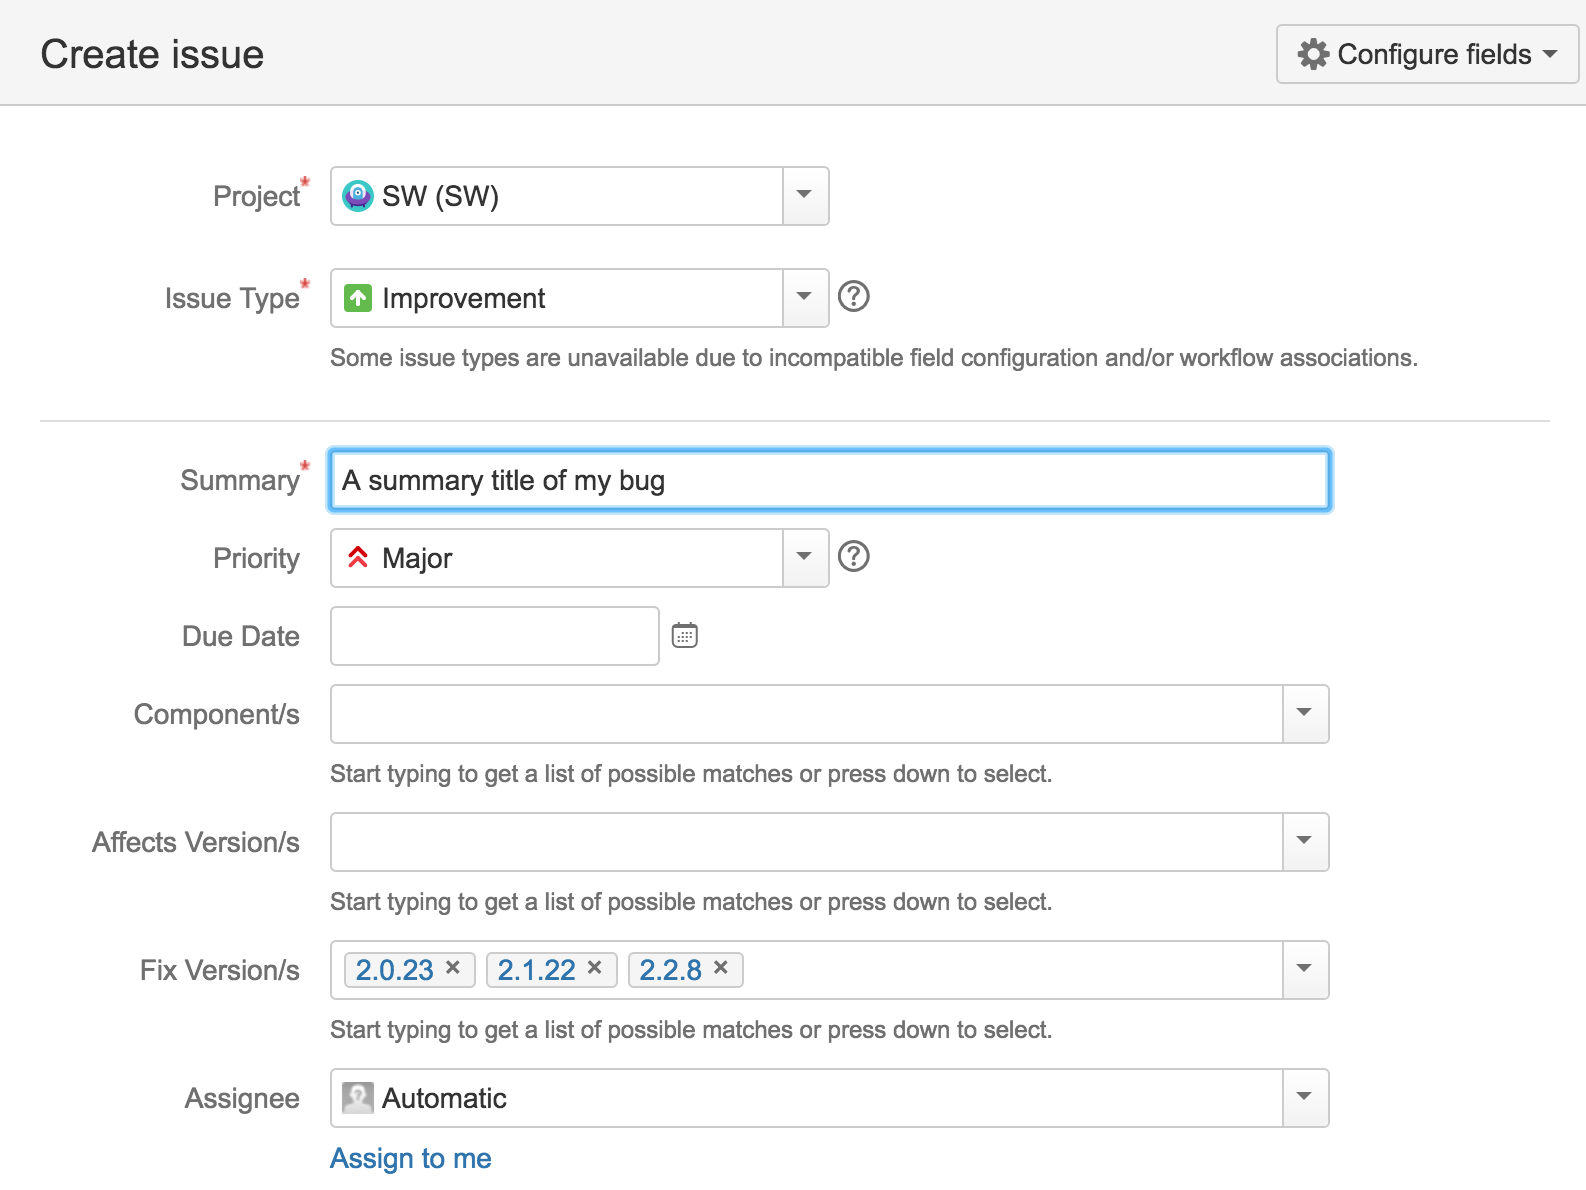 Create issue
Configure fields
Project*
SW (SW)
Issue Type*
Improvement
?
Some issue types are unavailable due to incompatible field configuration and/or workflow associations.
Summary*
A summary title of my bug
Priority
Major
?
Due Date
Component/s
Start typing to get a list of possible matches or press down to select.
Affects Version/s
Start typing to get a list of possible matches or press down to select.
Fix Version/s
2.0.23 × 2.1.22 × 2.2.8 ×
Start typing to get a list of possible matches or press down to select.
Assignee
Automatic
Assign to me